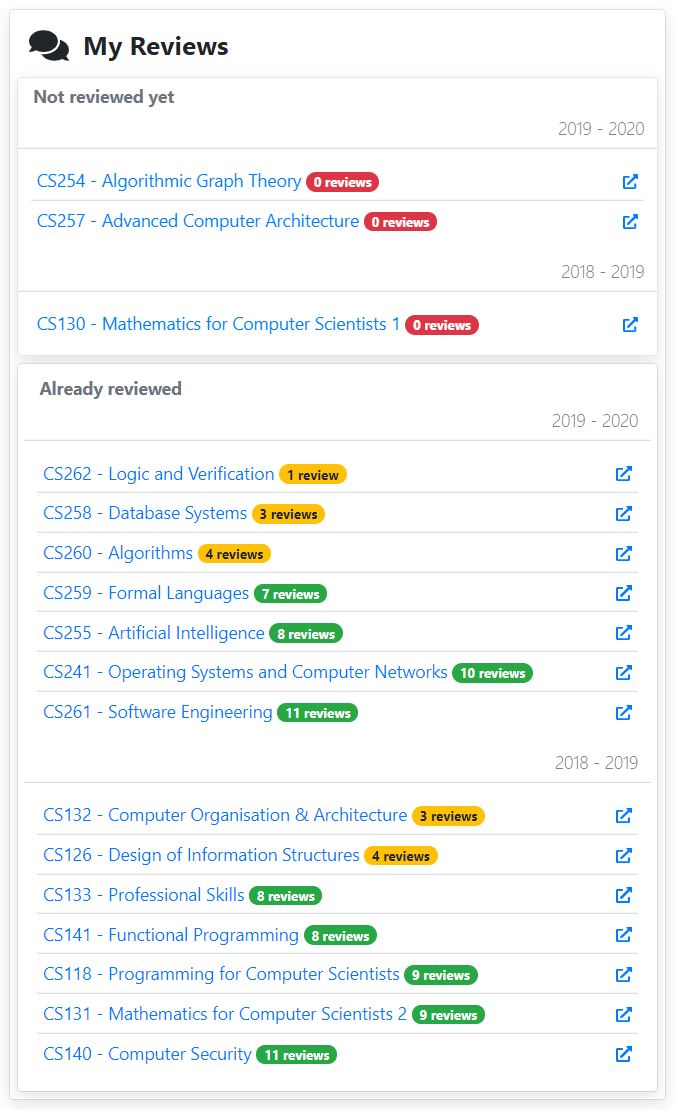 My Reviews
Not reviewed yet
2019 - 2020
CS254 - Algorithmic Graph Theory 0 reviews
CS257 - Advanced Computer Architecture 0 reviews
2018 - 2019
CS130 - Mathematics for Computer Scientists 1 0 reviews
Already reviewed
2019 - 2020
CS262 - Logic and Verification 1 review
CS258 - Database Systems 3 reviews
CS260 - Algorithms 4 reviews
CS259 - Formal Languages 7 reviews
CS255 - Artificial Intelligence 8 reviews
CS241 - Operating Systems and Computer Networks 10 reviews
CS261 - Software Engineering 11 reviews
2018 - 2019
CS132 - Computer Organisation & Architecture 3 reviews
CS126 - Design of Information Structures 4 reviews
CS133 - Professional Skills 8 reviews
CS141 - Functional Programming 8 reviews
CS118 - Programming for Computer Scientists 9 reviews
CS131 - Mathematics for Computer Scientists 2 9 reviews
CS140 - Computer Security 11 reviews